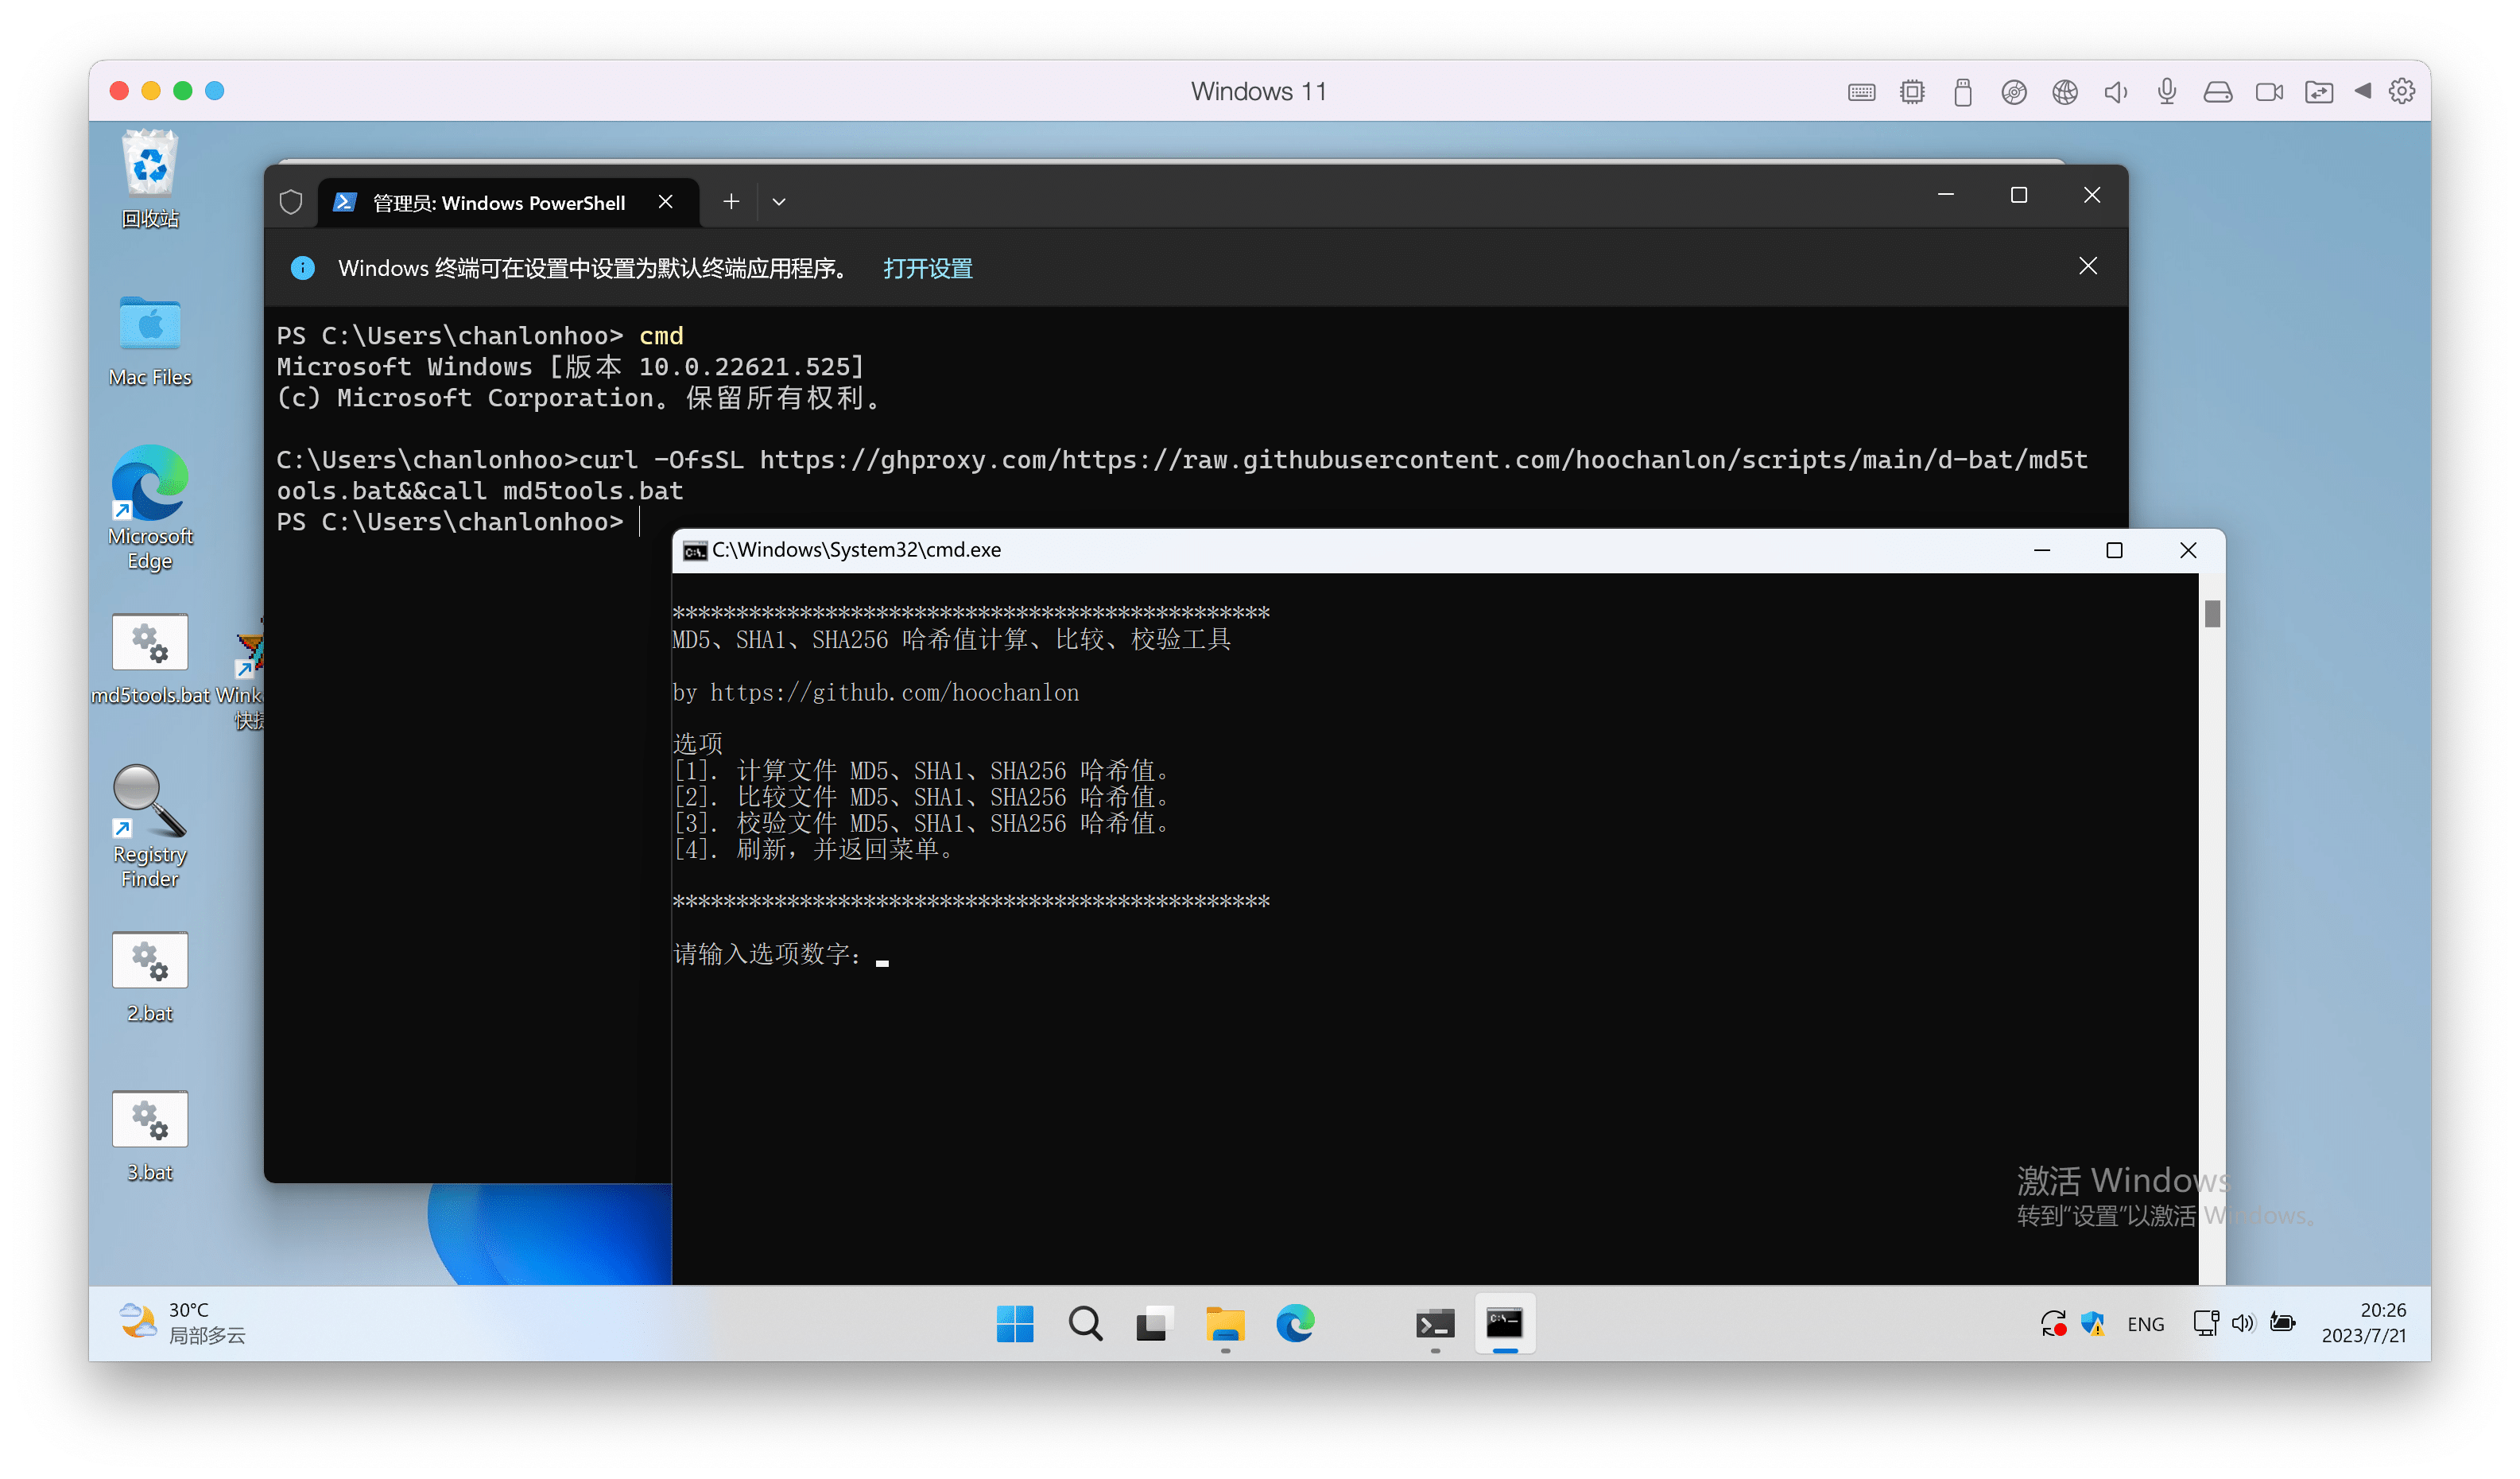 Windows 11
回收站
Mac Files
Microsoft
Edge
md5tools.bat
Wink
快捷
Registry
Finder
2.bat
3.bat
管理员: Windows PowerShell
Windows 终端可在设置中设置为默认终端应用程序。 打开设置
PS C:\Users\chanlonhoo> cmd
Microsoft Windows [版本 10.0.22621.525]
(c) Microsoft Corporation。保留所有权利。
C:\Users\chanlonhoo>curl -OfsSL https://ghproxy.com/https://raw.githubusercontent.com/hoochanlon/scripts/main/d-bat/md5t
ools.bat&&call md5tools.bat
PS C:\Users\chanlonhoo>
C:\Windows\System32\cmd.exe
***********************************************
MD5、SHA1、SHA256 哈希值计算、比较、校验工具
by https://github.com/hoochanlon
选项
[1]. 计算文件 MD5、SHA1、SHA256 哈希值。
[2]. 比较文件 MD5、SHA1、SHA256 哈希值。
[3]. 校验文件 MD5、SHA1、SHA256 哈希值。
[4]. 刷新，并返回菜单。
***********************************************
请输入选项数字：
激活 Windows
转到“设置”以激活 Windows。
30°C
局部多云
ENG
20:26
2023/7/21